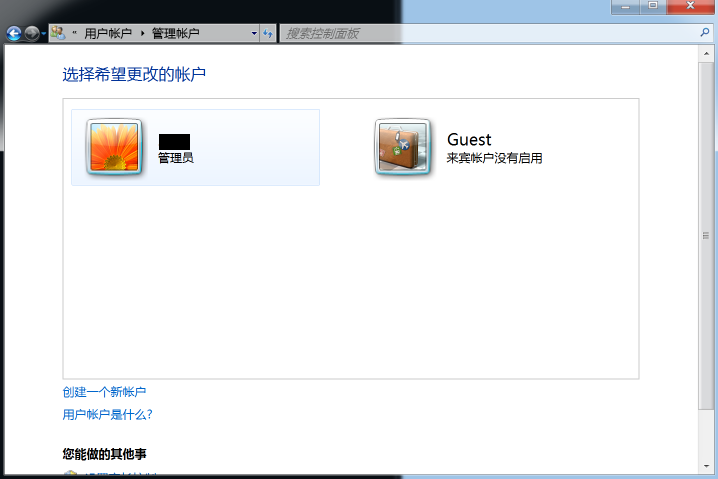 « 用户帐户 ▸ 管理帐户
搜索控制面板
选择希望更改的帐户
管理员
Guest
来宾帐户没有启用
创建一个新帐户
用户帐户是什么?
您能做的其他事